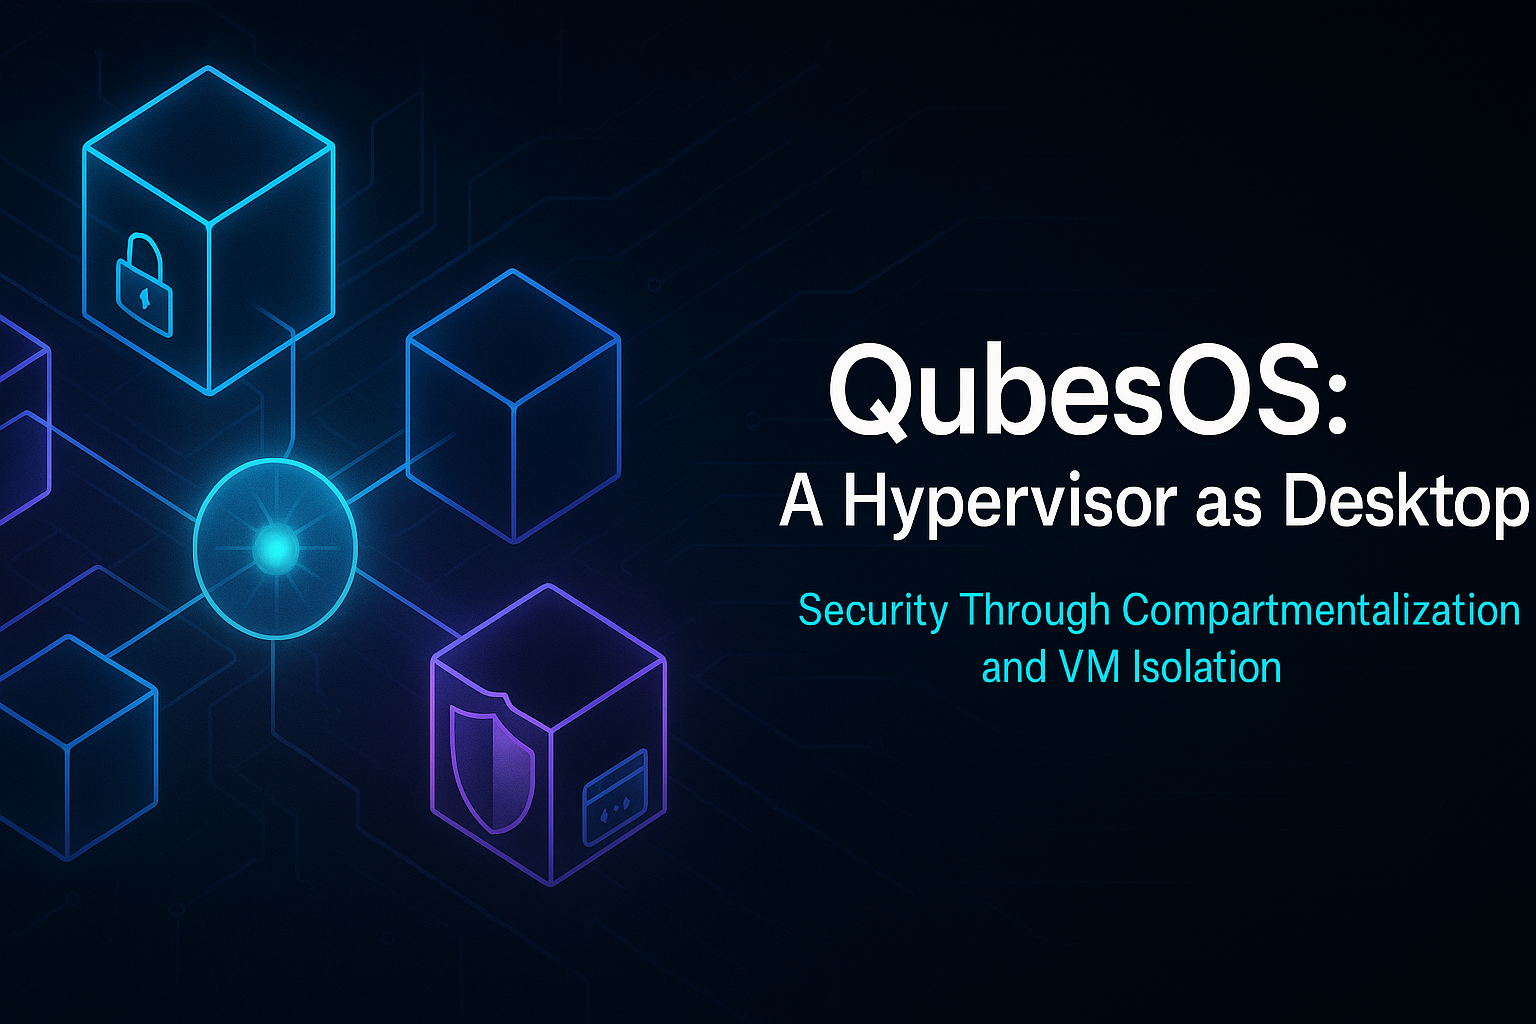 QubesOS:
A Hypervisor as Desktop
Security Through Compartmentalization
and VM Isolation